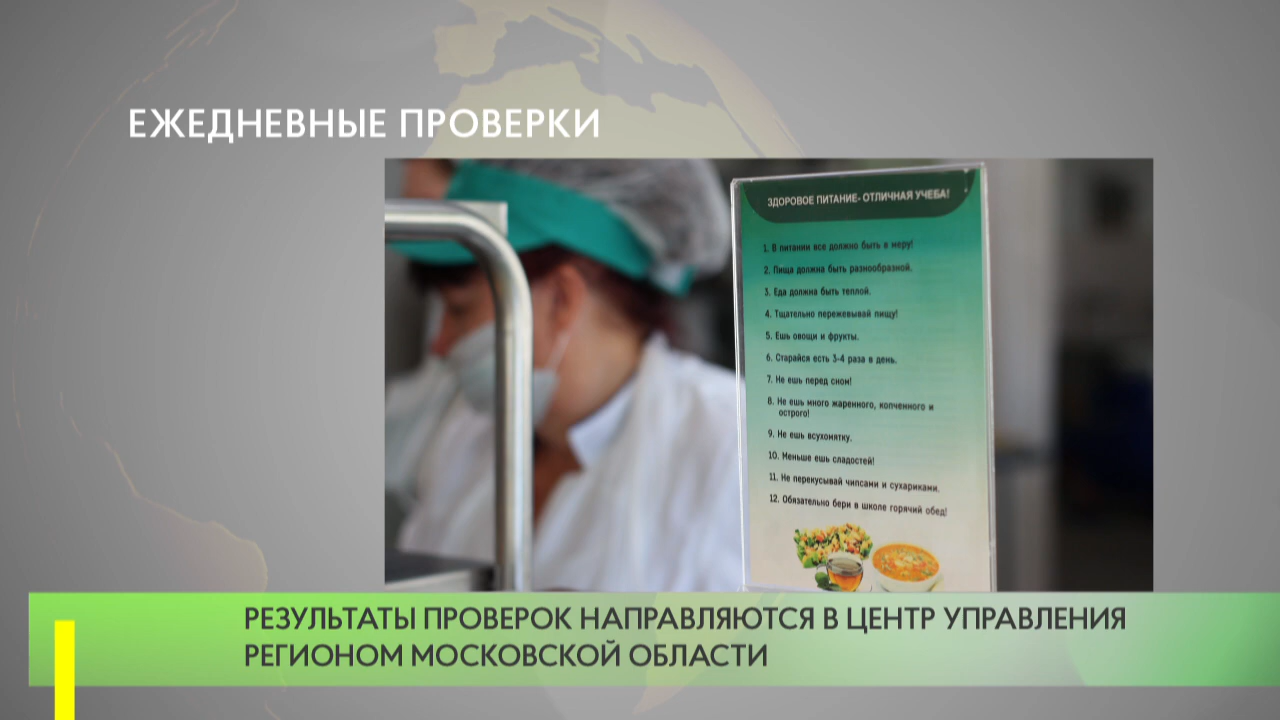 ЕЖЕДНЕВНЫЕ ПРОВЕРКИ
ЗДОРОВОЕ ПИТАНИЕ- ОТЛИЧНАЯ УЧЕБА!
1. В питании все должно быть в меру!
2. Пища должна быть разнообразной.
3. Еда должна быть теплой.
4. Тщательно пережевывай пищу!
5. Ешь овощи и фрукты.
6. Старайся есть 3-4 раза в день.
7. Не ешь перед сном!
8. Не ешь много жаренного, копченного и
острого!
9. Не ешь всухомятку.
10. Меньше ешь сладостей!
11. Не перекусывай чипсами и сухариками.
12. Обязательно бери в школе горячий обед!
РЕЗУЛЬТАТЫ ПРОВЕРОК НАПРАВЛЯЮТСЯ В ЦЕНТР УПРАВЛЕНИЯ
РЕГИОНОМ МОСКОВСКОЙ ОБЛАСТИ